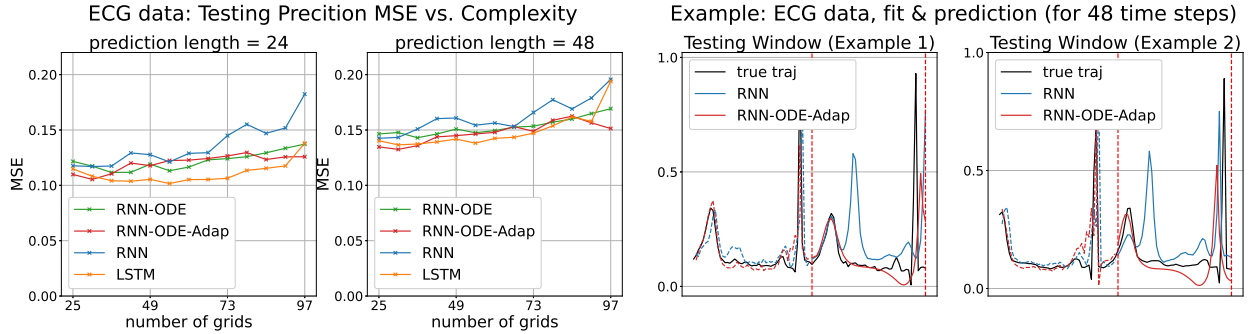 ECG data: Testing Precition MSE vs. Complexity
prediction length = 24
MSE
0.20
0.15
0.10
0.05
0.00
RNN-ODE
RNN-ODE-Adap
RNN
LSTM
25 49 73 97
number of grids
prediction length = 48
MSE
0.20
0.15
0.10
0.05
0.00
RNN-ODE
RNN-ODE-Adap
RNN
LSTM
25 49 73 97
number of grids
Example: ECG data, fit & prediction (for 48 time steps)
Testing Window (Example 1)
1.0
0.5
0.0
true traj
RNN
RNN-ODE-Adap
Testing Window (Example 2)
1.0
0.5
0.0
true traj
RNN
RNN-ODE-Adap